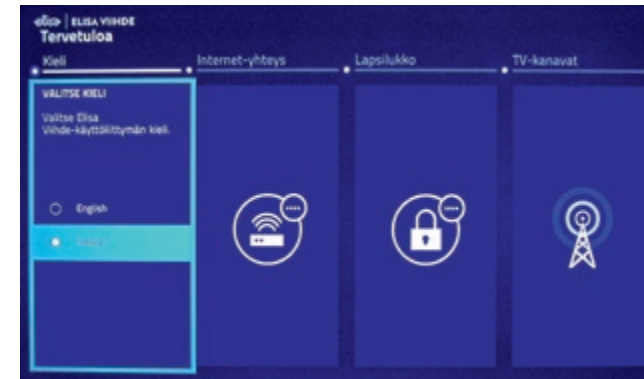 elisa | ELISA VIIHDE
Tervetuloa
Kieli
Internet-yhteys
Lapsilukko
TV-kanavat
VALITSE KIELI
Valitse Elisa
Viihde-käyttöliittymän kieli.
English